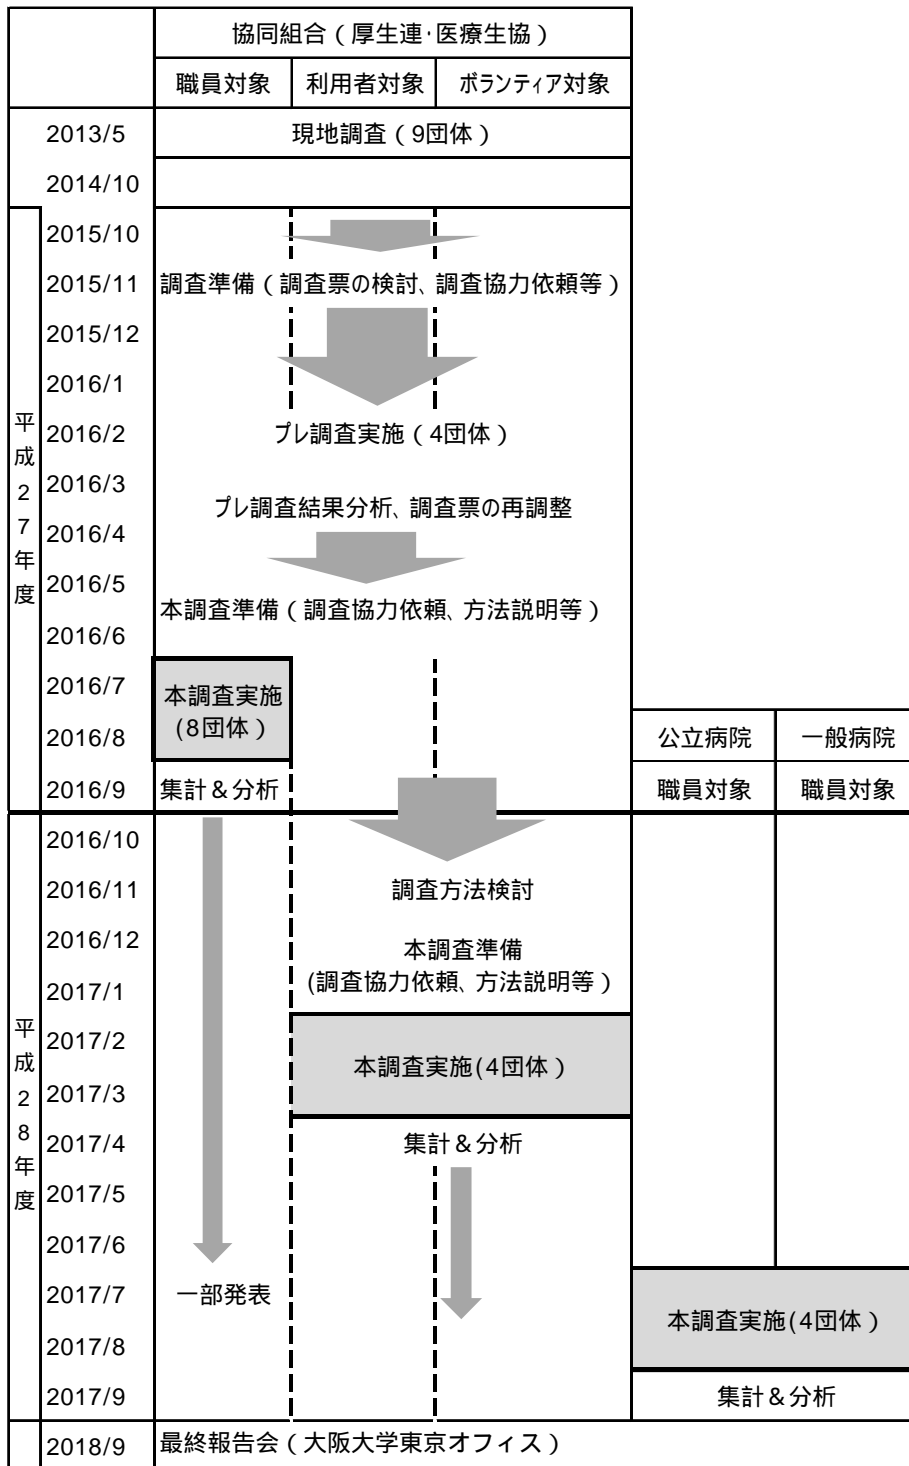 協同組合（厚生連･医療生協）
職員対象 利用者対象 ボランティア対象
2013/5 現地調査（9団体）
2014/10
平成27年度
2015/10
2015/11 調査準備（調査票の検討、調査協力依頼等）
2015/12
2016/1
2016/2 プレ調査実施（4団体）
2016/3
プレ調査結果分析、調査票の再調整
2016/4
2016/5
本調査準備（調査協力依頼、方法説明等）
2016/6
2016/7 本調査実施
(8団体）
2016/8 公立病院 一般病院
2016/9 集計＆分析 職員対象 職員対象
平成28年度
2016/10
2016/11 調査方法検討
2016/12 本調査準備
(調査協力依頼、方法説明等）
2017/1
2017/2
本調査実施(4団体）
2017/3
2017/4 集計＆分析
2017/5
2017/6
2017/7 一部発表
本調査実施(4団体）
2017/8
2017/9 集計＆分析
2018/9 最終報告会（大阪大学東京オフィス）